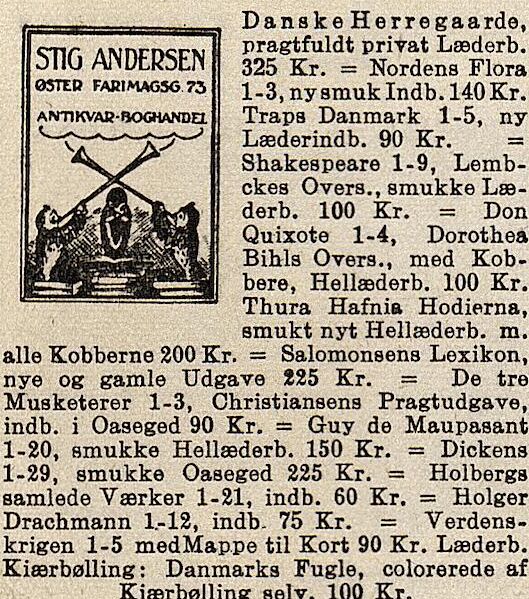 STIG ANDERSEN
ØSTER FARIMAGSG. 73
ANTIKVAR-BOGHANDEL
Danske Herregaarde,
pragtfuldt privat Læderb.
325 Kr. = Nordens Flora
1-3, ny smuk Indb. 140 Kr.
Traps Danmark 1-5, ny
Læderindb. 90 Kr. =
Shakespeare 1-9, Lemb-
ckes Overs., smukke Læ-
derb. 100 Kr. = Don
Quixote 1-4, Dorothea
Bihls Overs., med Kob-
bere, Hellæderb. 100 Kr.
Thura Hafnia Hodierna,
smukt nyt Hellæderb. m.
alle Kobberne 200 Kr. = Salomonsens Lexikon,
nye og gamle Udgave 225 Kr. = De tre
Musketerer 1-3, Christiansens Pragtudgave,
indb. i Oaseged 90 Kr. = Guy de Maupasant
1-20, smukke Hellæderb. 150 Kr. = Dickens
1-29, smukke Oaseged 225 Kr. = Holbergs
samlede Værker 1-21, indb. 60 Kr. = Holger
Drachmann 1-12, indb. 75 Kr. = Verdens-
krigen 1-5 med Mappe til Kort 90 Kr. Læderb.
Kiærbølling: Danmarks Fugle, colorerede af
Kiærbølling selv. 100 Kr.